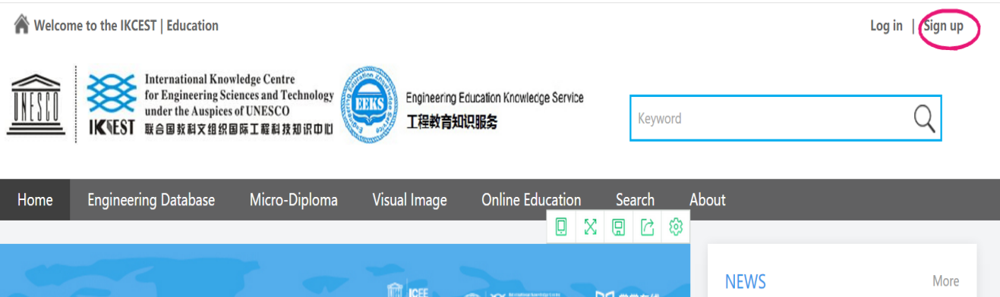 Welcome to the IKCEST | Education
Log in | Sign up
UNESCO
IKCEST
International Knowledge Centre
for Engineering Sciences and Technology
under the Auspices of UNESCO
联合国教科文组织国际工程科技知识中心
EEKS
Engineering Education Knowledge Service
工程教育知识服务
Keyword
Home Engineering Database Micro-Diploma Visual Image Online Education Search About
ICEE
NEWS
More